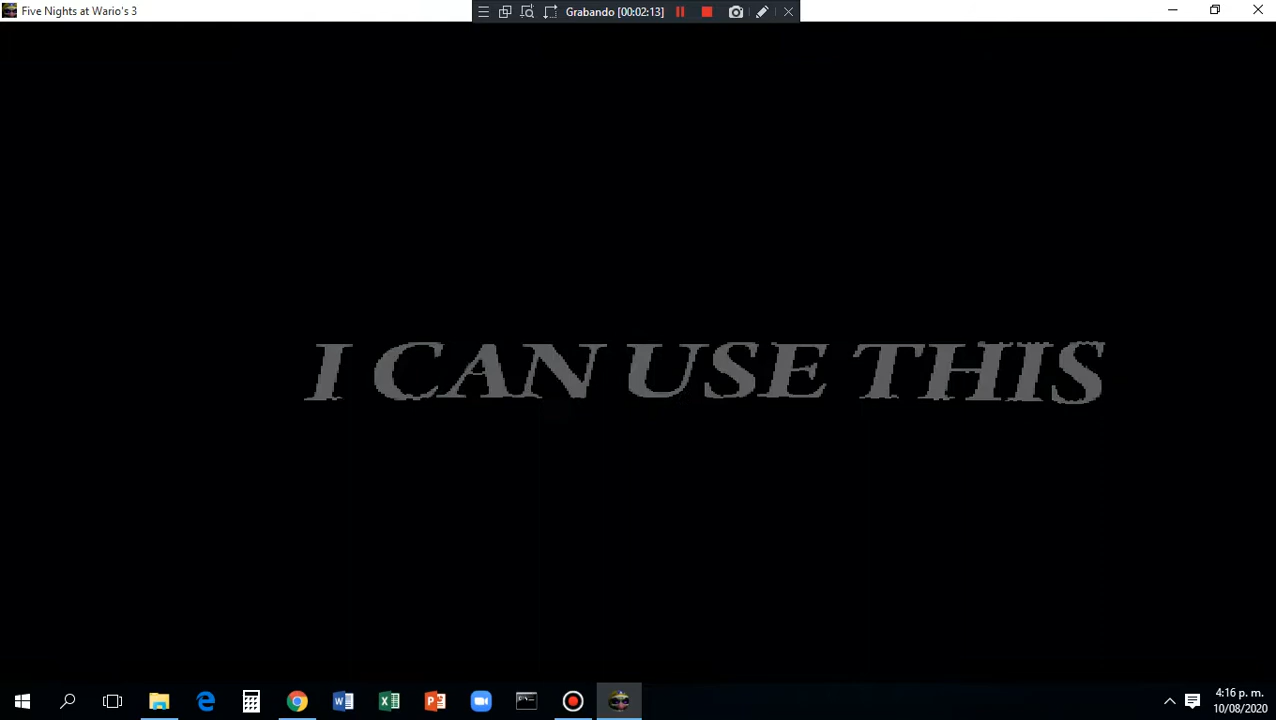 Five Nights at Wario's 3
Grabando [00:02:13]
I CAN USE THIS
4:16 p. m.
10/08/2020